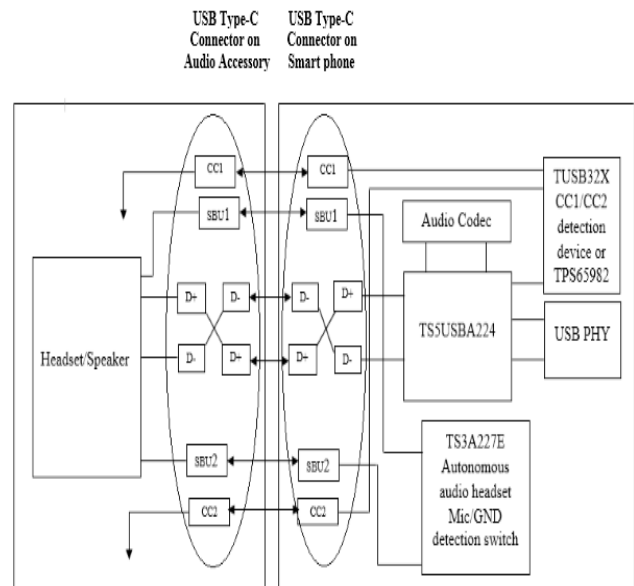 USB Type-C
Connector on
Audio Accessory
USB Type-C
Connector on
Smart phone
CC1
CC1
SBU1
SBU1
TUSB32X
CC1/CC2
detection
device or
TPS65982
Audio Codec
D+
D-
D-
D+
Headset/Speaker
TS5USBA224
USB PHY
D-
D+
D+
D-
SBU2
SBU2
TS3A227E
Autonomous
audio headset
Mic/GND
detection switch
CC2
CC2